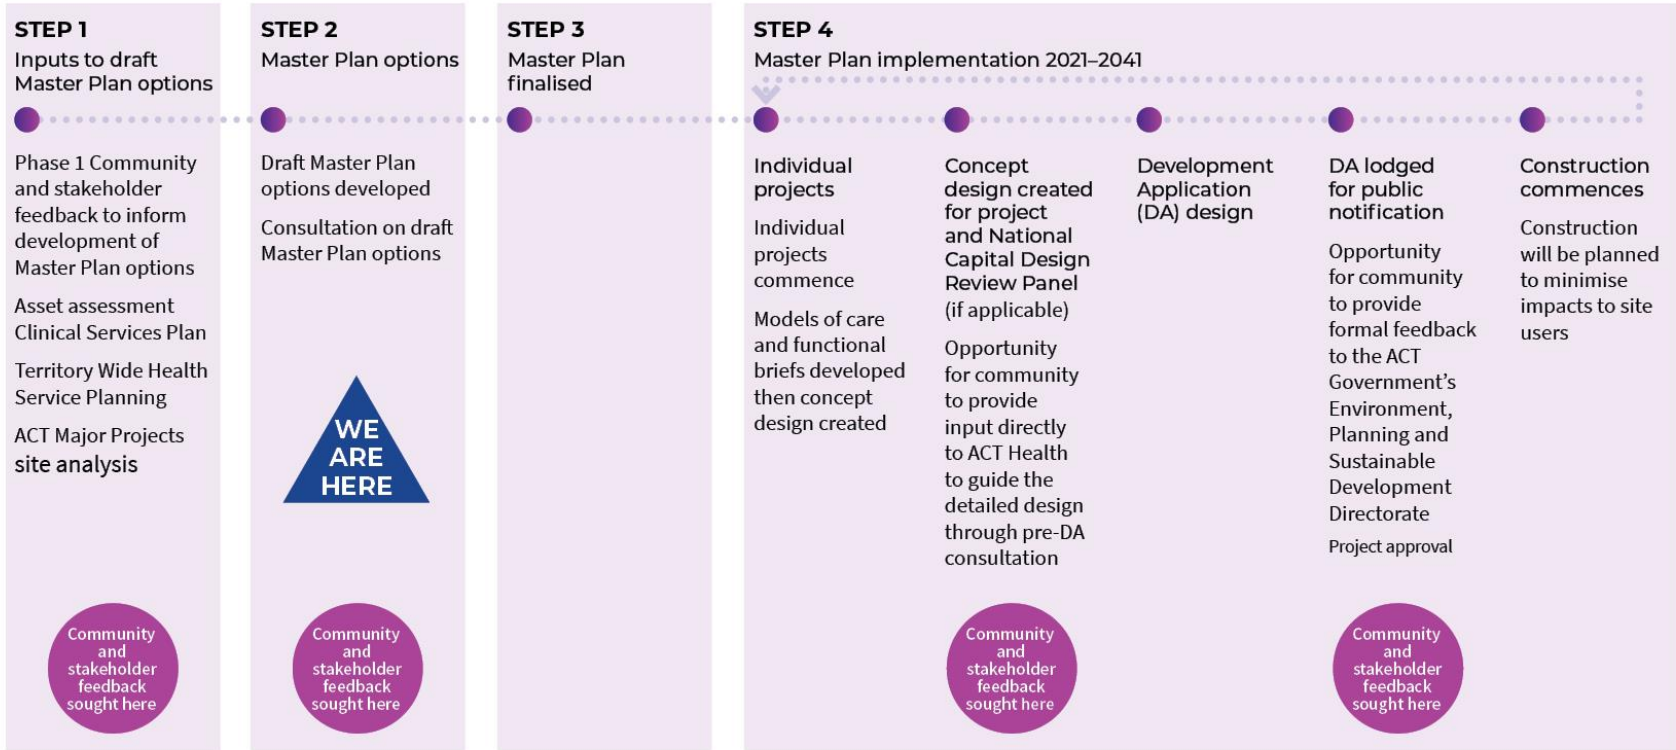 STEP 1
Inputs to draft
Master Plan options
Phase 1 Community
and stakeholder
feedback to inform
development of
Master Plan options
Asset assessment
Clinical Services Plan
Territory Wide Health
Service Planning
ACT Major Projects
site analysis
Community
and
stakeholder
feedback
sought here
STEP 2
Master Plan options
Draft Master Plan
options developed
Consultation on draft
Master Plan options
WE
ARE
HERE
Community
and
stakeholder
feedback
sought here
STEP 3
Master Plan
finalised
STEP 4
Master Plan implementation 2021–2041
Individual
projects
Individual
projects
commence
Models of care
and functional
briefs developed
then concept
design created
Concept
design created
for project
and National
Capital Design
Review Panel
(if applicable)
Opportunity
for community
to provide
input directly
to ACT Health
to guide the
detailed design
through pre-DA
consultation
Community
and
stakeholder
feedback
sought here
Development
Application
(DA) design
DA lodged
for public
notification
Opportunity
for community
to provide
formal feedback
to the ACT
Government’s
Environment,
Planning and
Sustainable
Development
Directorate
Project approval
Community
and
stakeholder
feedback
sought here
Construction
commences
Construction
will be planned
to minimise
impacts to site
users